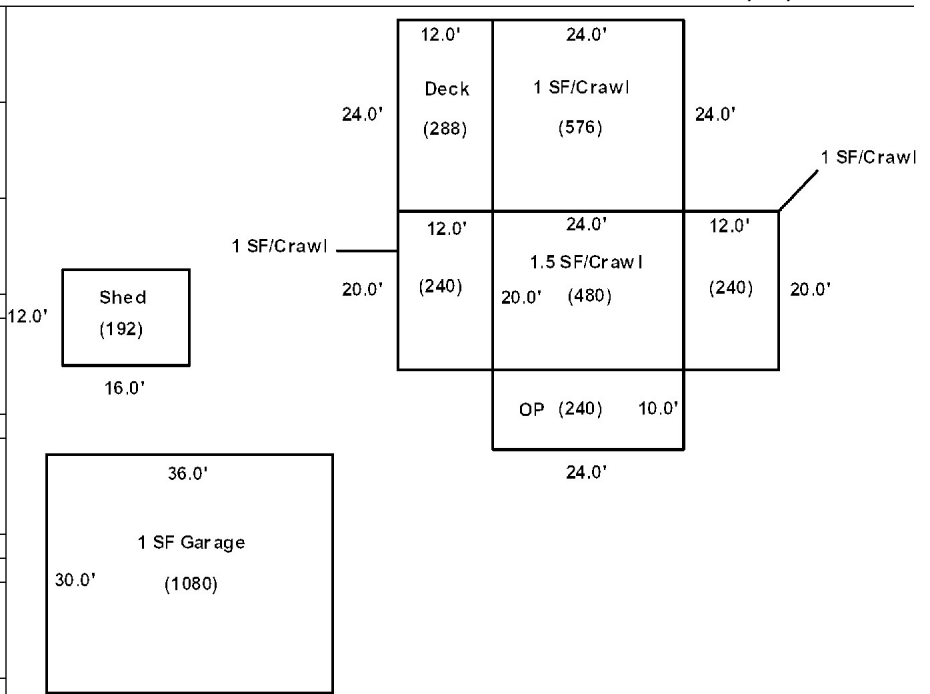 12.0' 24.0'
Deck 1 SF/Crawl
24.0' (288) (576) 24.0'
1 SF/Crawl
12.0' 24.0' 12.0'
1 SF/Crawl
1.5 SF/Crawl
20.0' (240) 20.0' (480) (240) 20.0'
Shed
12.0' (192)
16.0'
OP (240) 10.0'
24.0'
36.0'
1 SF Garage
30.0' (1080)